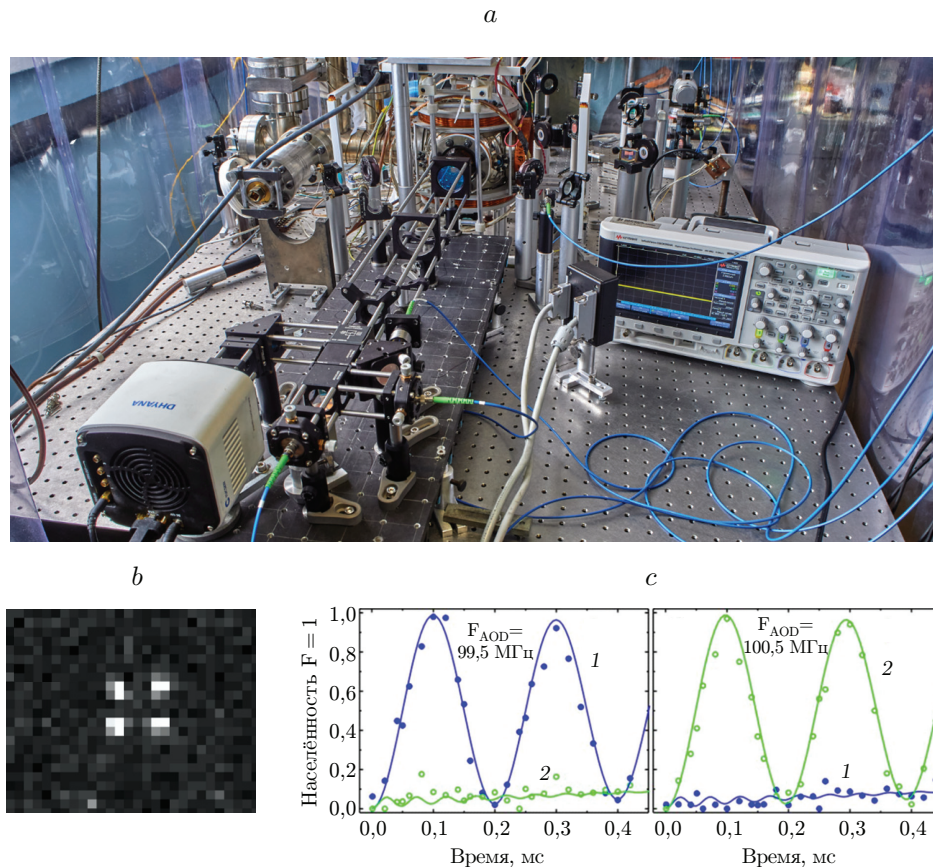 a
DHYANA
b
c
Населённость F = 1
1,0
0,8
0,6
0,4
0,2
0,0
F_AOD=
99,5 МГц
1
2
F_AOD=
100,5 МГц
2
1
0,0 0,1 0,2 0,3 0,4
0,0 0,1 0,2 0,3 0,4
Время, мс
Время, мс